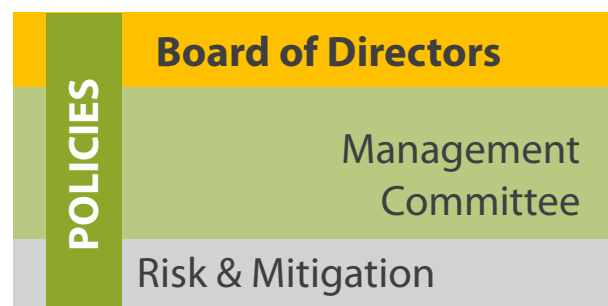 POLICIES
Board of Directors
Management
Committee
Risk & Mitigation